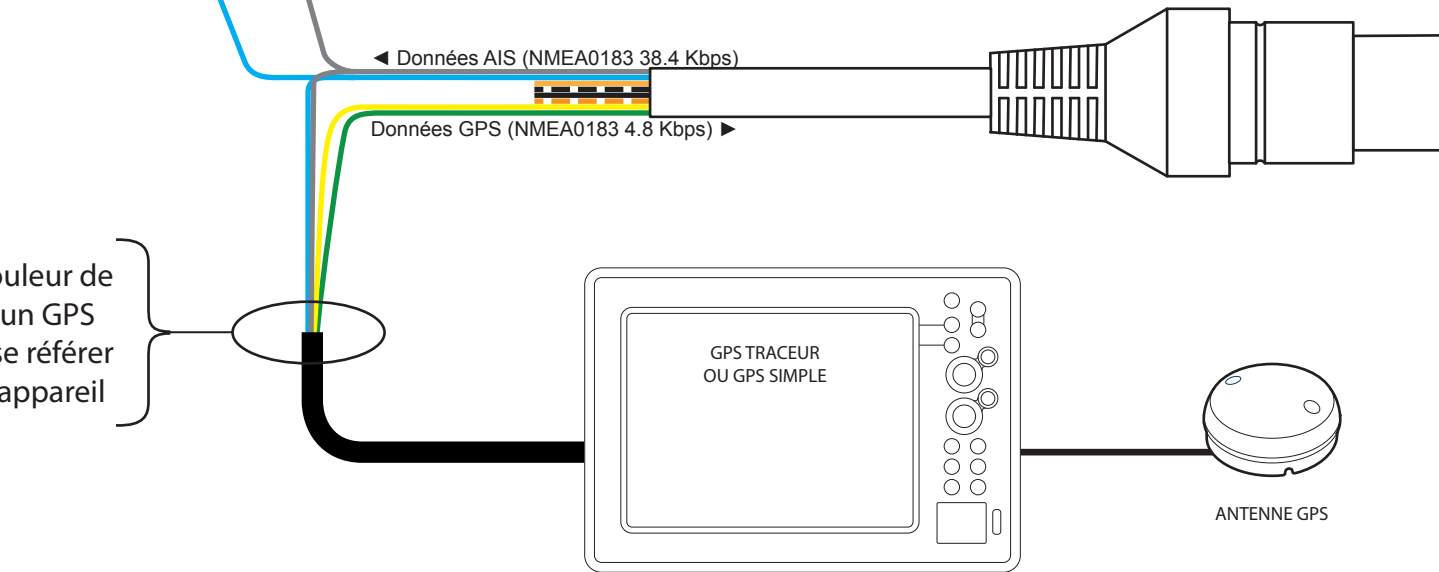 ◄ Données AIS (NMEA0183 38.4 Kbps)
Données GPS (NMEA0183 4.8 Kbps) ►
de
un GPS
se référer
appareil
GPS TRACEUR
OU GPS SIMPLE
ANTENNE GPS